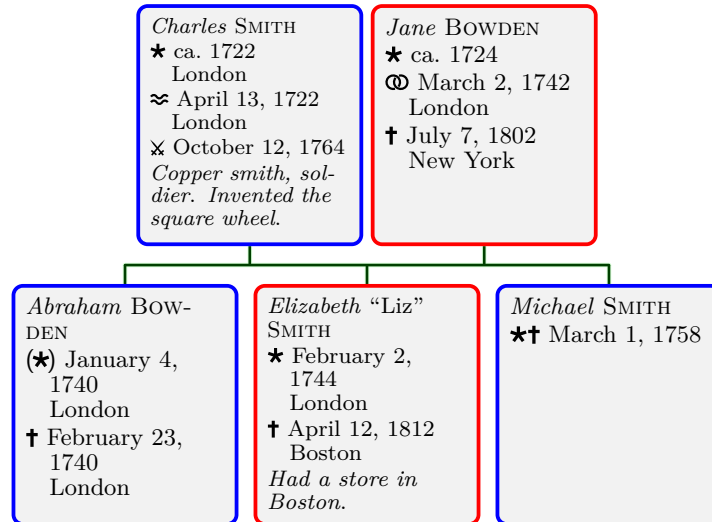 Charles SMITH
* ca. 1722
London
≈ April 13, 1722
London
⚔ October 12, 1764
Copper smith, sol-
dier. Invented the
square wheel.
Jane BOWDEN
* ca. 1724
⚭ March 2, 1742
London
† July 7, 1802
New York
Abraham BOW-
DEN
(*) January 4,
1740
London
† February 23,
1740
London
Elizabeth “Liz”
SMITH
* February 2,
1744
London
† April 12, 1812
Boston
Had a store in
Boston.
Michael SMITH
*† March 1, 1758